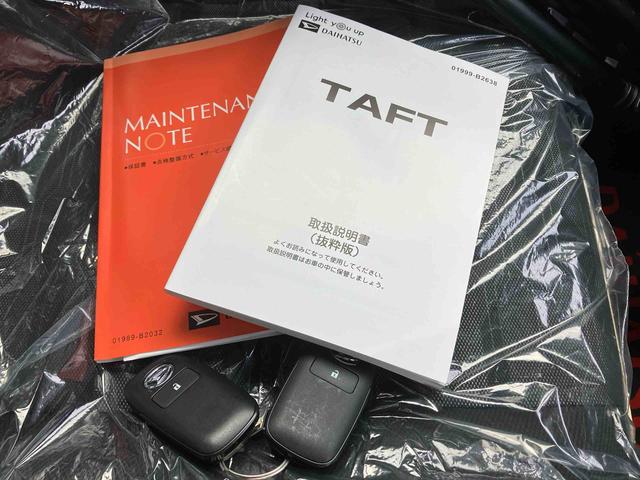 Light you up
DAIHATSU
01999-B2638
TAFT
取扱説明書
(抜粋版)
よくお読みになって使用してください。
取扱説明書はお車の中に保管しましょう。
MAINTENAN
NOTE
●保証書 ●点検整備方式 ●サービス
01989-B2032